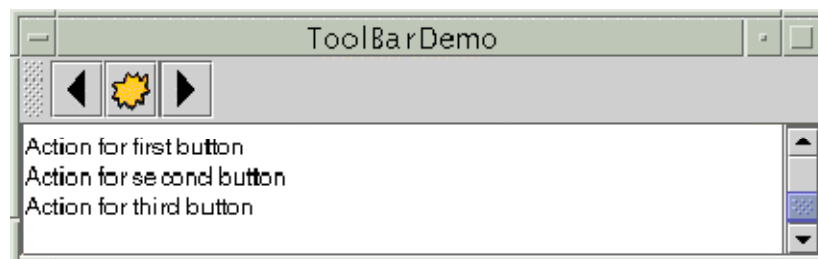 ToolBarDemo
Action for first button
Action for second button
Action for third button